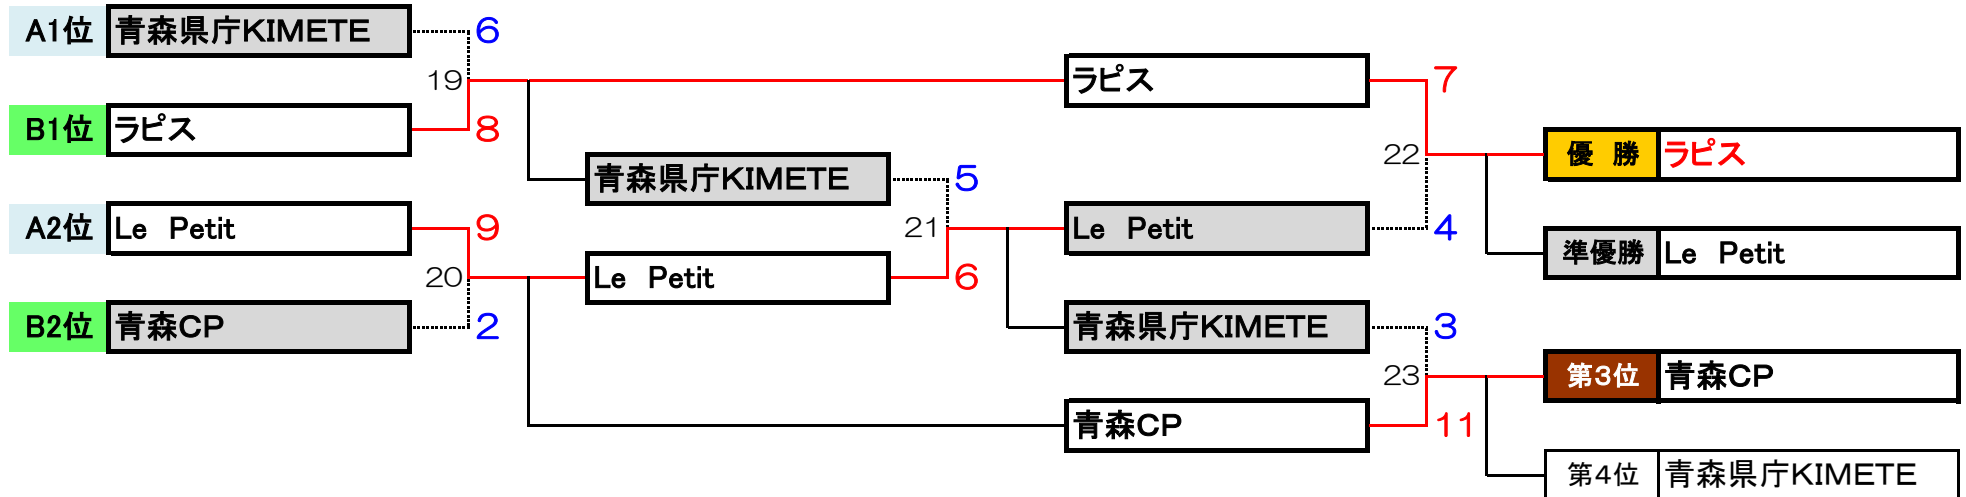 A1位 青森県庁KIMETE 6
19
B1位 ラピス 8
A2位 Le Petit 9
20
B2位 青森CP 2
青森県庁KIMETE 5
21
Le Petit 6
ラピス 7
22
Le Petit 4
青森県庁KIMETE 3
23
青森CP 11
優 勝 ラピス
準優勝 Le Petit
第3位 青森CP
第4位 青森県庁KIMETE